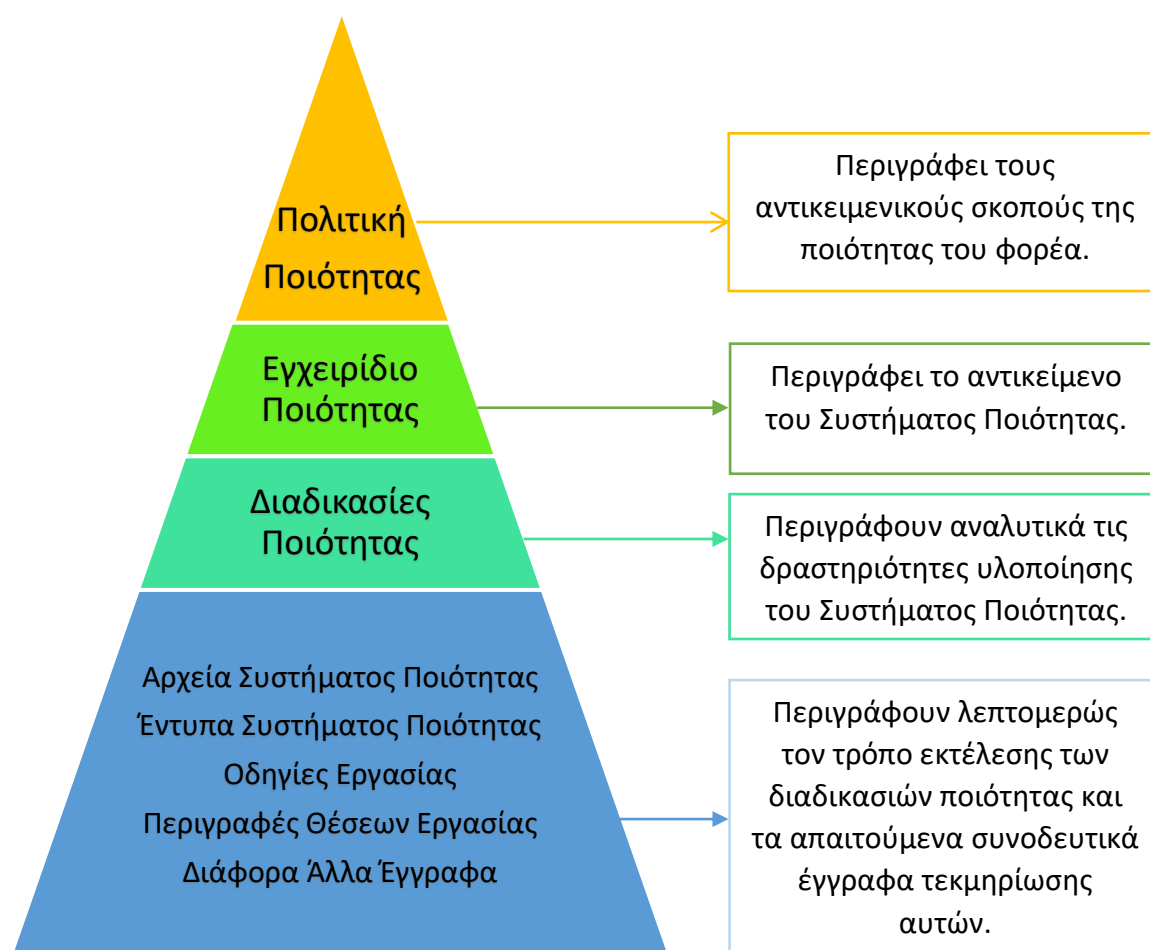 Πολιτική
Ποιότητας
Περιγράφει τους
αντικειμενικούς σκοπούς της
ποιότητας του φορέα.
Εγχειρίδιο
Ποιότητας
Περιγράφει το αντικείμενο
του Συστήματος Ποιότητας.
Διαδικασίες
Ποιότητας
Περιγράφουν αναλυτικά τις
δραστηριότητες υλοποίησης
του Συστήματος Ποιότητας.
Αρχεία Συστήματος Ποιότητας
Έντυπα Συστήματος Ποιότητας
Οδηγίες Εργασίας
Περιγραφές Θέσεων Εργασίας
Διάφορα Άλλα Έγγραφα
Περιγράφουν λεπτομερώς
τον τρόπο εκτέλεσης των
διαδικασιών ποιότητας και
τα απαιτούμενα συνοδευτικά
έγγραφα τεκμηρίωσης
αυτών.